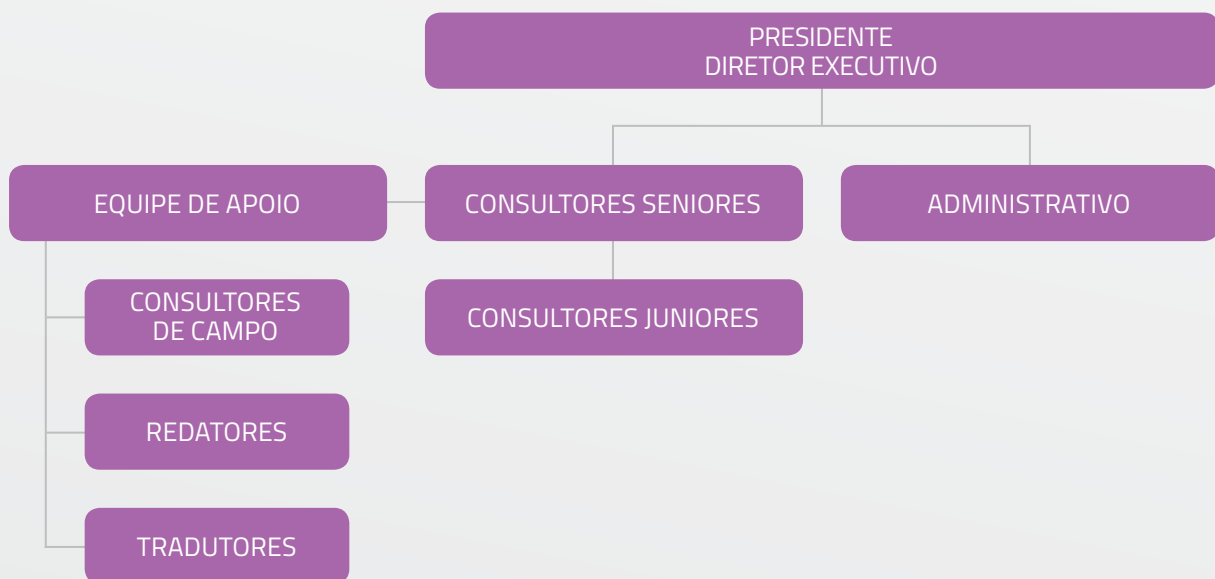 PRESIDENTE
DIRETOR EXECUTIVO
EQUIPE DE APOIO
CONSULTORES SENIORES
ADMINISTRATIVO
CONSULTORES
DE CAMPO
CONSULTORES JUNIORES
REDATORES
TRADUTORES